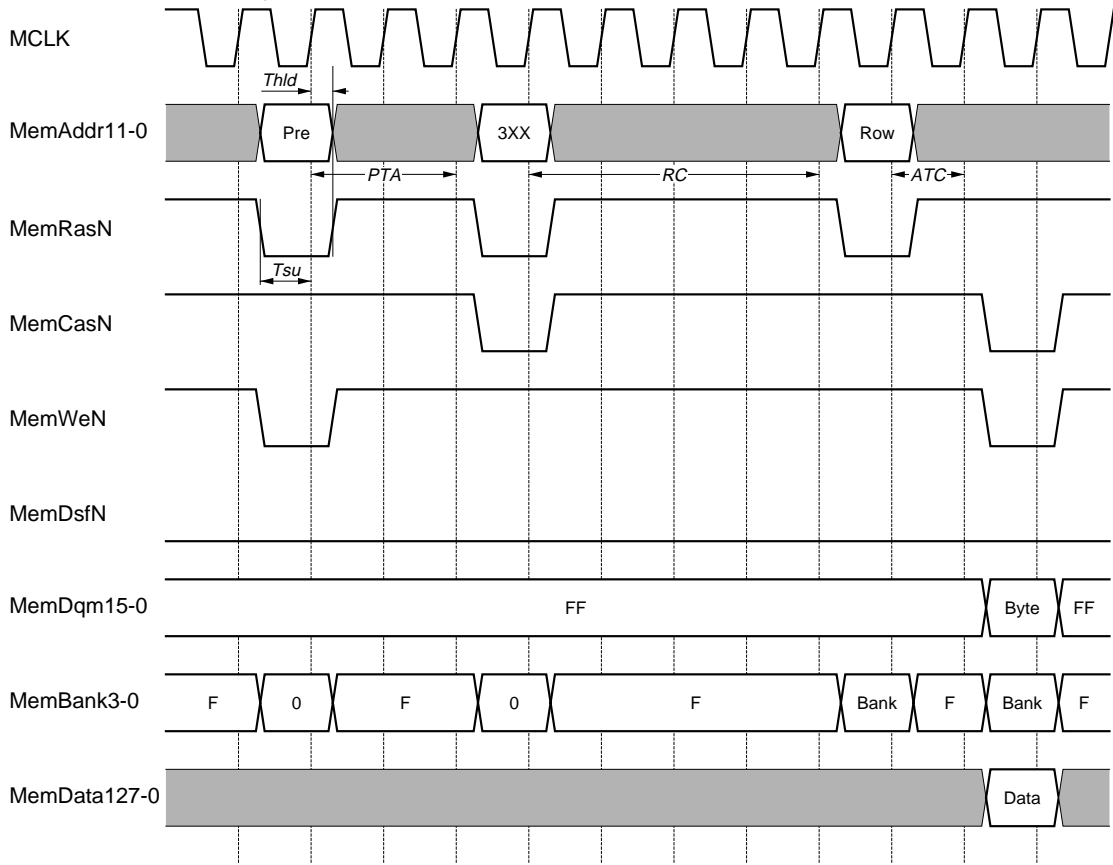 MCLK
Thld
MemAddr11-0 Pre 3XX Row
PTA RC ATC
MemRasN
Tsu
MemCasN
MemWeN
MemDsfN
MemDqm15-0 FF Byte FF
MemBank3-0 F 0 F 0 F Bank F Bank F
MemData127-0 Data